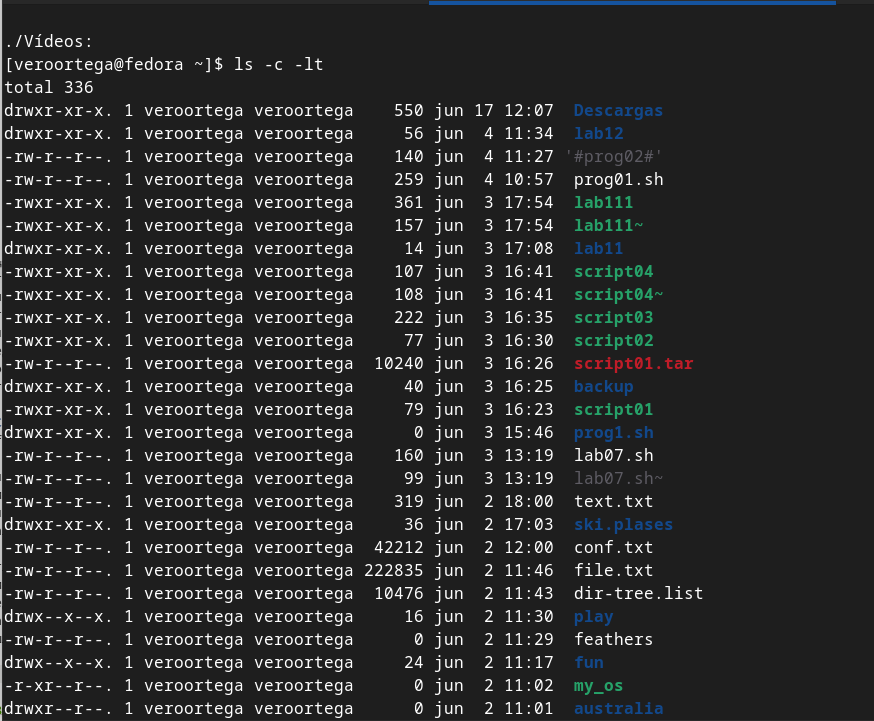 ./Vídeos:
[veroortega@fedora ~]$ ls -c -lt
total 336
drwxr-xr-x. 1 veroortega veroortega    550 jun 17 12:07  Descargas
drwxr-xr-x. 1 veroortega veroortega     56 jun  4 11:34  lab12
-rw-r--r--. 1 veroortega veroortega    140 jun  4 11:27 '#prog02#'
-rw-r--r--. 1 veroortega veroortega    259 jun  4 10:57  prog01.sh
-rwxr-xr-x. 1 veroortega veroortega    361 jun  3 17:54  lab111
-rwxr-xr-x. 1 veroortega veroortega    157 jun  3 17:54  lab111~
drwxr-xr-x. 1 veroortega veroortega     14 jun  3 17:08  lab11
-rwxr-xr-x. 1 veroortega veroortega    107 jun  3 16:41  script04
-rwxr-xr-x. 1 veroortega veroortega    108 jun  3 16:41  script04~
-rwxr-xr-x. 1 veroortega veroortega    222 jun  3 16:35  script03
-rwxr-xr-x. 1 veroortega veroortega     77 jun  3 16:30  script02
-rw-r--r--. 1 veroortega veroortega  10240 jun  3 16:26  script01.tar
drwxr-xr-x. 1 veroortega veroortega     40 jun  3 16:25  backup
-rwxr-xr-x. 1 veroortega veroortega     79 jun  3 16:23  script01
drwxr-xr-x. 1 veroortega veroortega      0 jun  3 15:46  prog1.sh
-rw-r--r--. 1 veroortega veroortega    160 jun  3 13:19  lab07.sh
-rw-r--r--. 1 veroortega veroortega     99 jun  3 13:19  lab07.sh~
-rw-r--r--. 1 veroortega veroortega    319 jun  2 18:00  text.txt
drwxr-xr-x. 1 veroortega veroortega     36 jun  2 17:03  ski.plases
-rw-r--r--. 1 veroortega veroortega  42212 jun  2 12:00  conf.txt
-rw-r--r--. 1 veroortega veroortega 222835 jun  2 11:46  file.txt
-rw-r--r--. 1 veroortega veroortega  10476 jun  2 11:43  dir-tree.list
drwx--x--x. 1 veroortega veroortega     16 jun  2 11:30  play
-rw-r--r--. 1 veroortega veroortega      0 jun  2 11:29  feathers
drwx--x--x. 1 veroortega veroortega     24 jun  2 11:17  fun
-r-xr--r--. 1 veroortega veroortega      0 jun  2 11:02  my_os
drwxr--r--. 1 veroortega veroortega      0 jun  2 11:01  australia